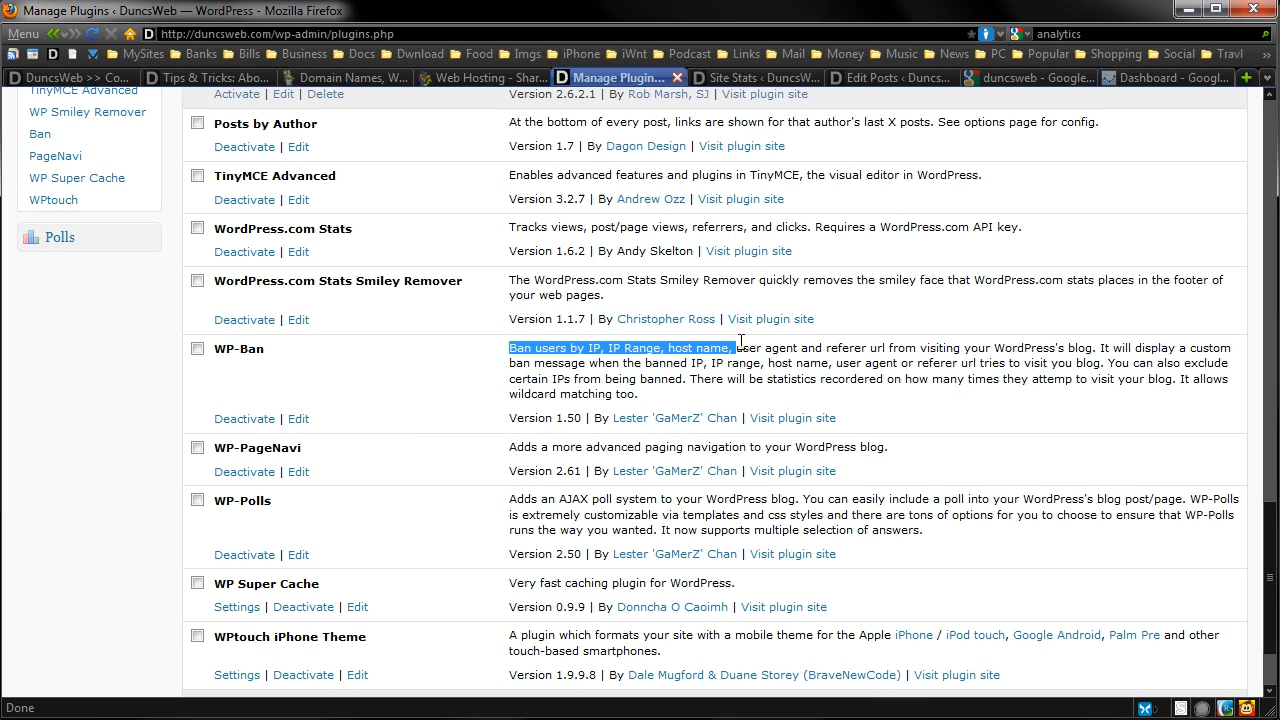 Manage Plugins ‹ DuncsWeb — WordPress - Mozilla Firefox
Menu http://duncsweb.com/wp-admin/plugins.php analytics
MySites Banks Bills Business Docs Dwnload Food Imgs iPhone iWnt Podcast Links Mail Money Music News PC Popular Shopping Social Travl
DuncsWeb >> Co... Tips & Tricks: Abo... Domain Names, W... Web Hosting - Shar... Manage Plugin... Site Stats ‹ DuncsW... Edit Posts ‹ Duncs... duncsweb - Google... Dashboard - Googl...
TinyMCE Advanced
WP Smiley Remover
Ban
PageNavi
WP Super Cache
WPtouch
Polls
Activate | Edit | Delete Version 2.6.2.1 | By Rob Marsh, SJ | Visit plugin site
Posts by Author At the bottom of every post, links are shown for that author's last X posts. See options page for config.
Deactivate | Edit Version 1.7 | By Dagon Design | Visit plugin site
TinyMCE Advanced Enables advanced features and plugins in TinyMCE, the visual editor in WordPress.
Deactivate | Edit Version 3.2.7 | By Andrew Ozz | Visit plugin site
WordPress.com Stats Tracks views, post/page views, referrers, and clicks. Requires a WordPress.com API key.
Deactivate | Edit Version 1.6.2 | By Andy Skelton | Visit plugin site
WordPress.com Stats Smiley Remover The WordPress.com Stats Smiley Remover quickly removes the smiley face that WordPress.com stats places in the footer of
your web pages.
Deactivate | Edit Version 1.1.7 | By Christopher Ross | Visit plugin site
WP-Ban Ban users by IP, IP Range, host name, user agent and referer url from visiting your WordPress's blog. It will display a custom
ban message when the banned IP, IP range, host name, user agent or referer url tries to visit you blog. You can also exclude
certain IPs from being banned. There will be statistics recordered on how many times they attemp to visit your blog. It allows
wildcard matching too.
Deactivate | Edit Version 1.50 | By Lester 'GaMerZ' Chan | Visit plugin site
WP-PageNavi Adds a more advanced paging navigation to your WordPress blog.
Deactivate | Edit Version 2.61 | By Lester 'GaMerZ' Chan | Visit plugin site
WP-Polls Adds an AJAX poll system to your WordPress blog. You can easily include a poll into your WordPress's blog post/page. WP-Polls
is extremely customizable via templates and css styles and there are tons of options for you to choose to ensure that WP-Polls
runs the way you wanted. It now supports multiple selection of answers.
Deactivate | Edit Version 2.50 | By Lester 'GaMerZ' Chan | Visit plugin site
WP Super Cache Very fast caching plugin for WordPress.
Settings | Deactivate | Edit Version 0.9.9 | By Donncha O Caoimh | Visit plugin site
WPtouch iPhone Theme A plugin which formats your site with a mobile theme for the Apple iPhone / iPod touch, Google Android, Palm Pre and other
touch-based smartphones.
Settings | Deactivate | Edit Version 1.9.9.8 | By Dale Mugford & Duane Storey (BraveNewCode) | Visit plugin site
Done